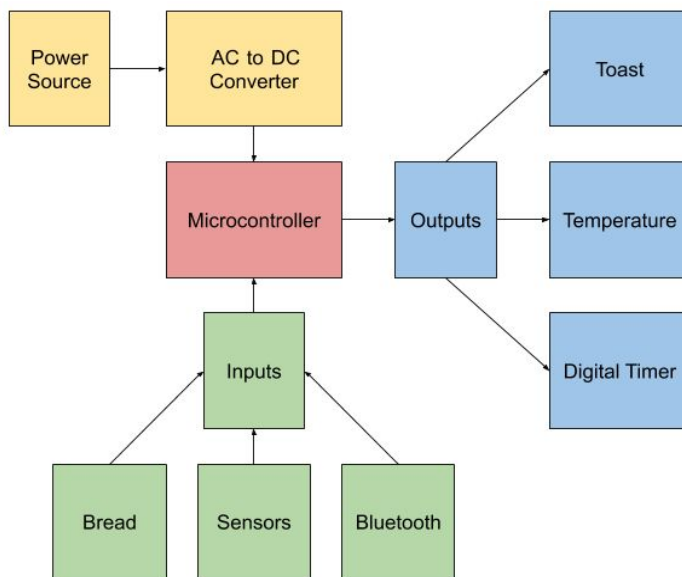 Power
Source
AC to DC
Converter
Toast
Microcontroller
Outputs
Temperature
Inputs
Digital Timer
Bread
Sensors
Bluetooth